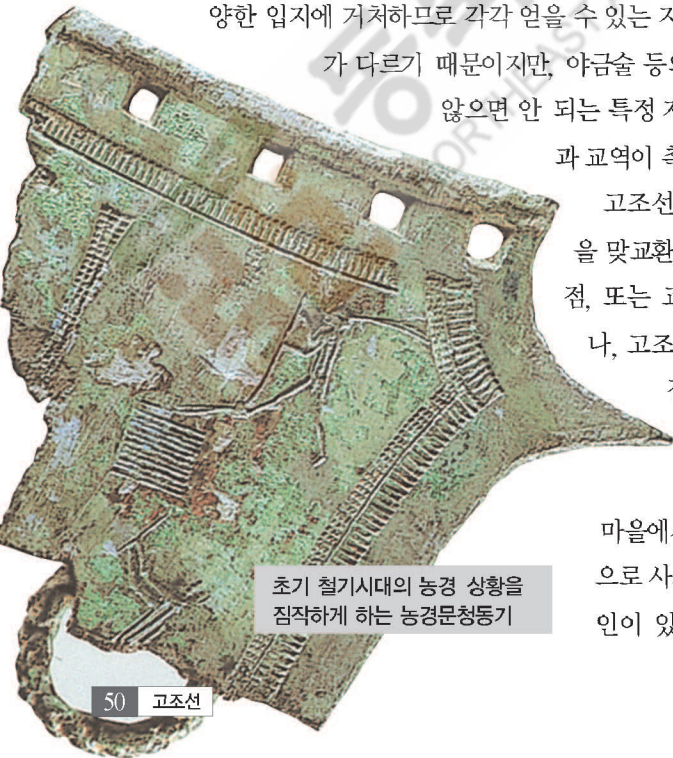 양한 입지에 거처하므로 각각 얻을 수 있는
가 다르기 때문이지만, 야금술
않으면 안 되는 특정
과 교역이
고조선
을 맞교환
점, 또는
나, 고조
마을에
으로
인이
초기 철기시대의 농경 상황을
짐작하게 하는 농경문청동기
50 고조선